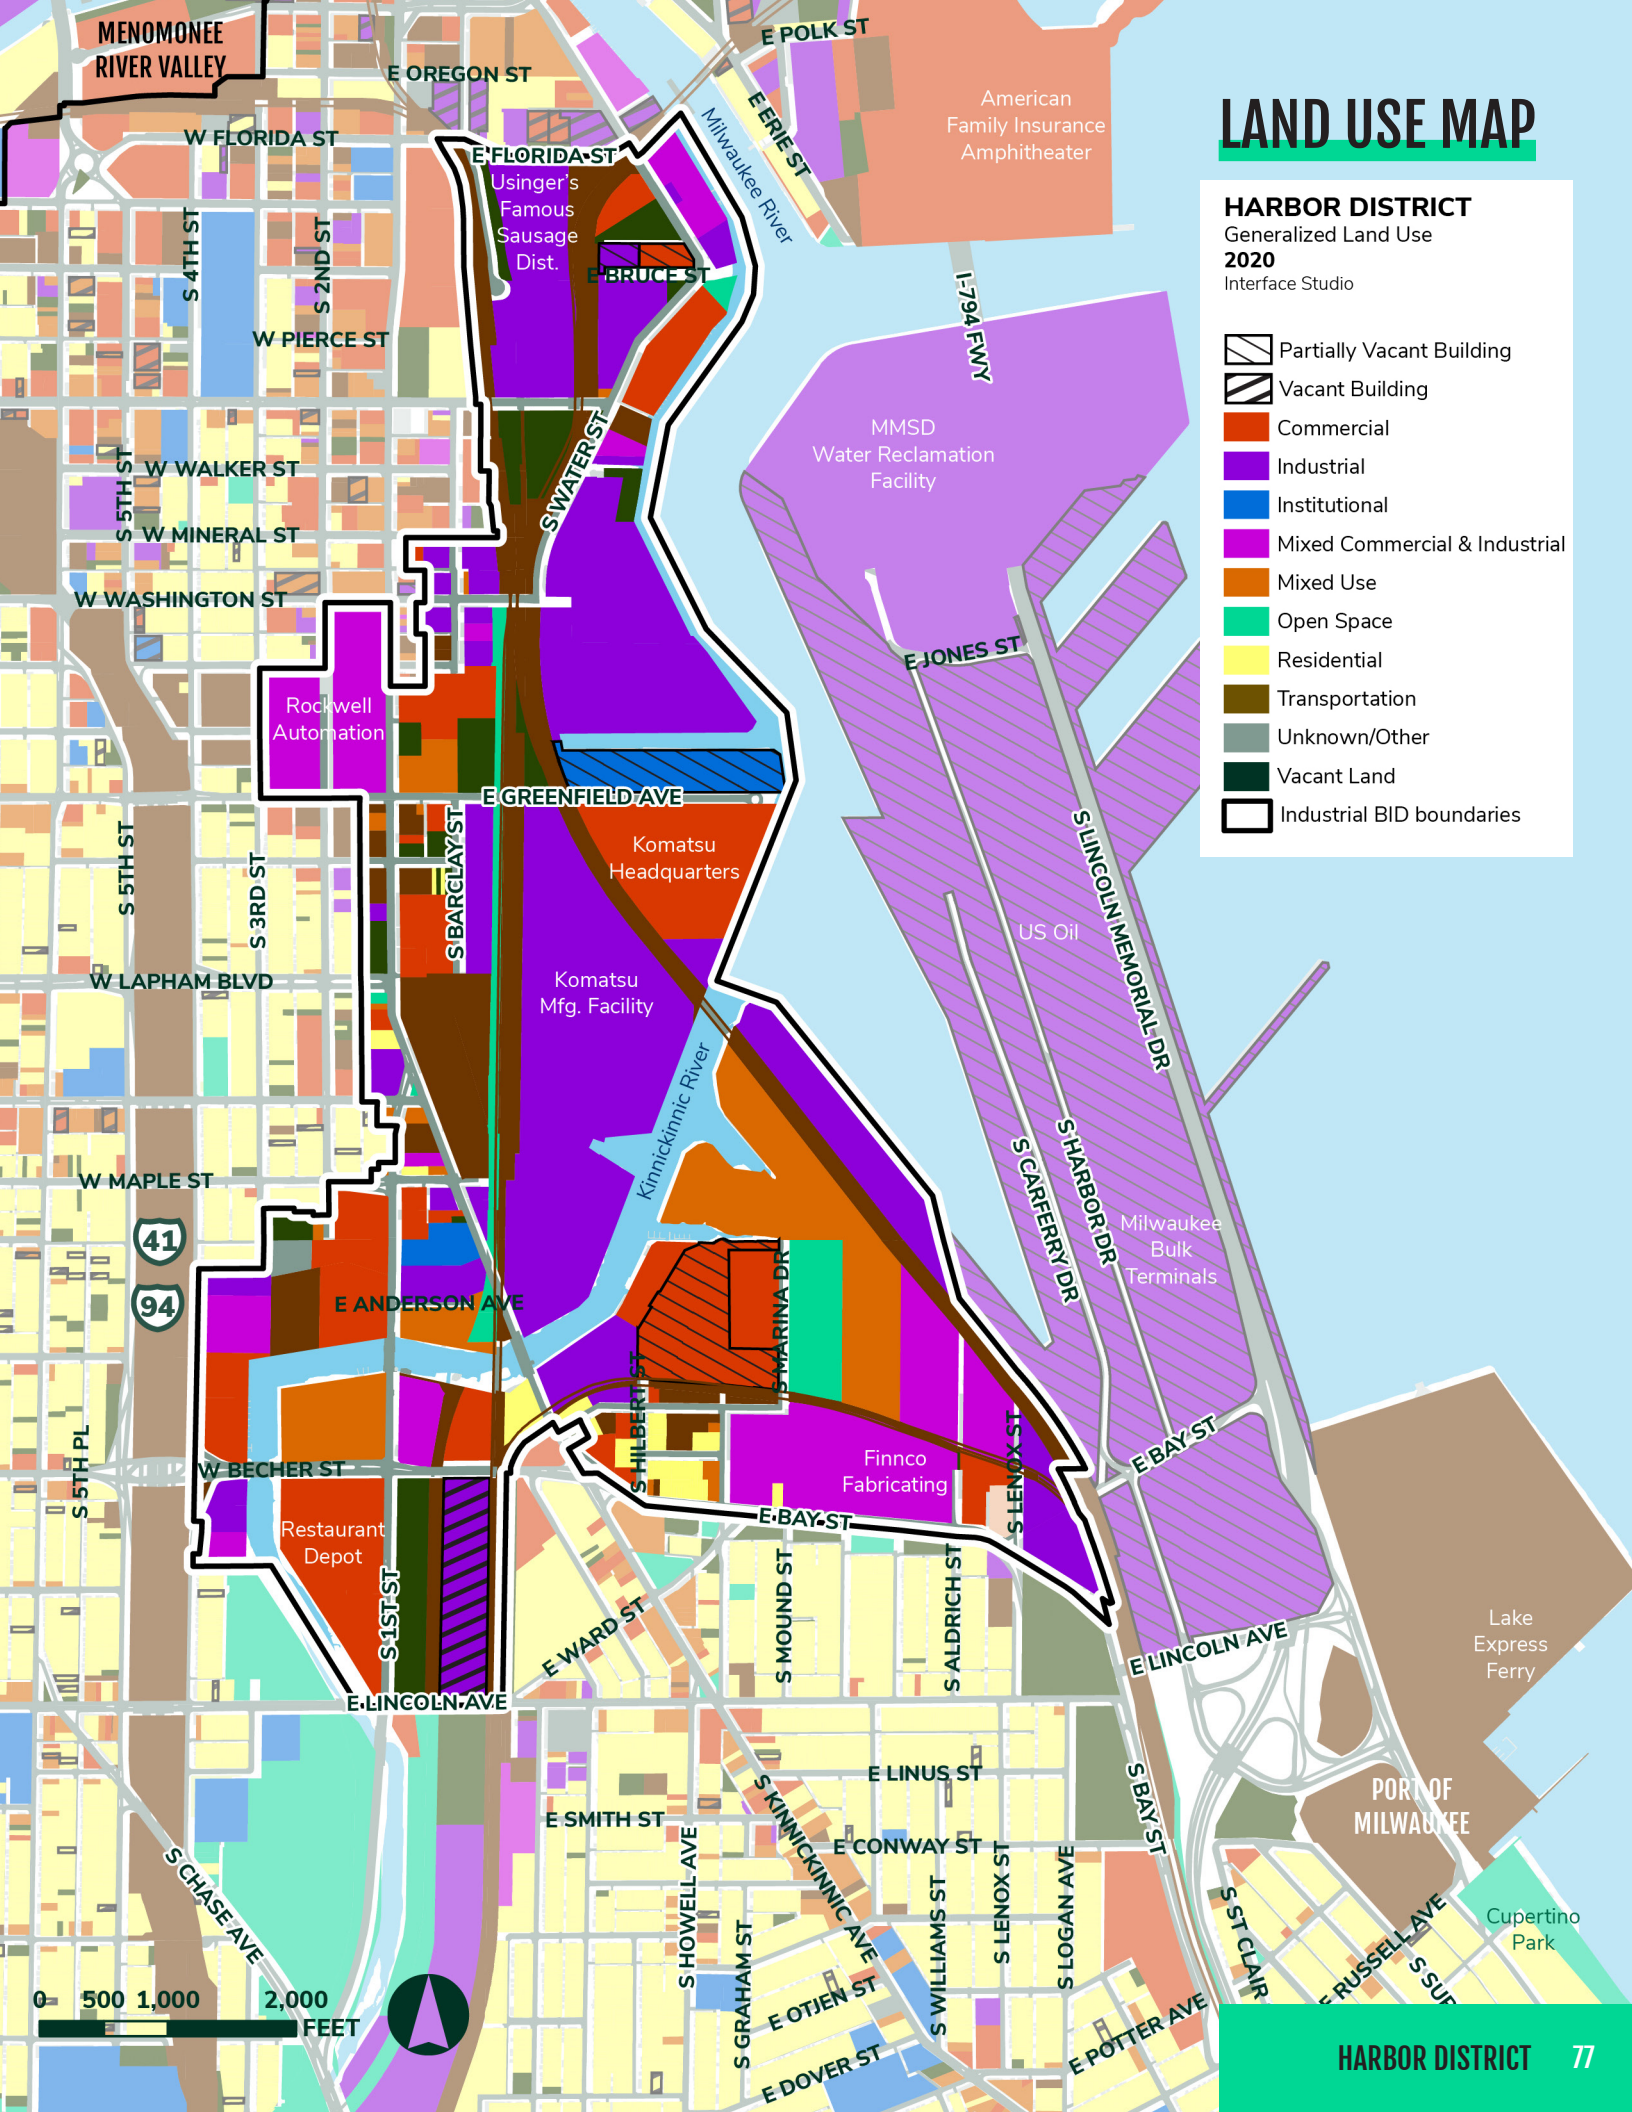 MENOMONEE
RIVER VALLEY
E POLK ST
E OREGON ST
W FLORIDA ST
E FLORIDA ST
E ERIE ST
Milwaukee River
American
Family Insurance
Amphitheater
LAND USE MAP
HARBOR DISTRICT
Generalized Land Use
2020
Interface Studio
Partially Vacant Building
Vacant Building
Commercial
Industrial
Institutional
Mixed Commercial & Industrial
Mixed Use
Open Space
Residential
Transportation
Unknown/Other
Vacant Land
Industrial BID boundaries
Usinger's
Famous
Sausage
Dist.
S 4TH ST
S 2ND ST
E BRUCE ST
I-794 FWY
W PIERCE ST
MMSD
Water Reclamation
Facility
S WATER ST
W WALKER ST
S 5TH ST
W MINERAL ST
W WASHINGTON ST
E JONES ST
Rockwell
Automation
E GREENFIELD AVE
S 5TH ST
S 3RD ST
S BARCLAY ST
Komatsu
Headquarters
S LINCOLN MEMORIAL DR
US Oil
W LAPHAM BLVD
Komatsu
Mfg. Facility
Kinnickinnic River
S CARFERRY DR
S HARBOR DR
W MAPLE ST
41
94
Milwaukee
Bulk
Terminals
E ANDERSON AVE
S MARINA DR
S HILBERT ST
S LENOX ST
S 5TH PL
W BECHER ST
E BAY ST
Finnco
Fabricating
E BAY ST
Restaurant
Depot
S 1ST ST
S MOUND ST
S ALDRICH ST
E WARD ST
E LINCOLN AVE
E LINCOLN AVE
Lake
Express
Ferry
E LINUS ST
S BAY ST
PORT OF
MILWAUKEE
E SMITH ST
S KINNICKINNIC AVE
E CONWAY ST
S CHASE AVE
S HOWELL AVE
S GRAHAM ST
S WILLIAMS ST
S LENOX ST
S LOGAN AVE
S ST CLAIR
E RUSSELL AVE
S SUP
Cupertino
Park
E OTJEN ST
E DOVER ST
E POTTER AVE
0 500 1,000 2,000
FEET
HARBOR DISTRICT 77